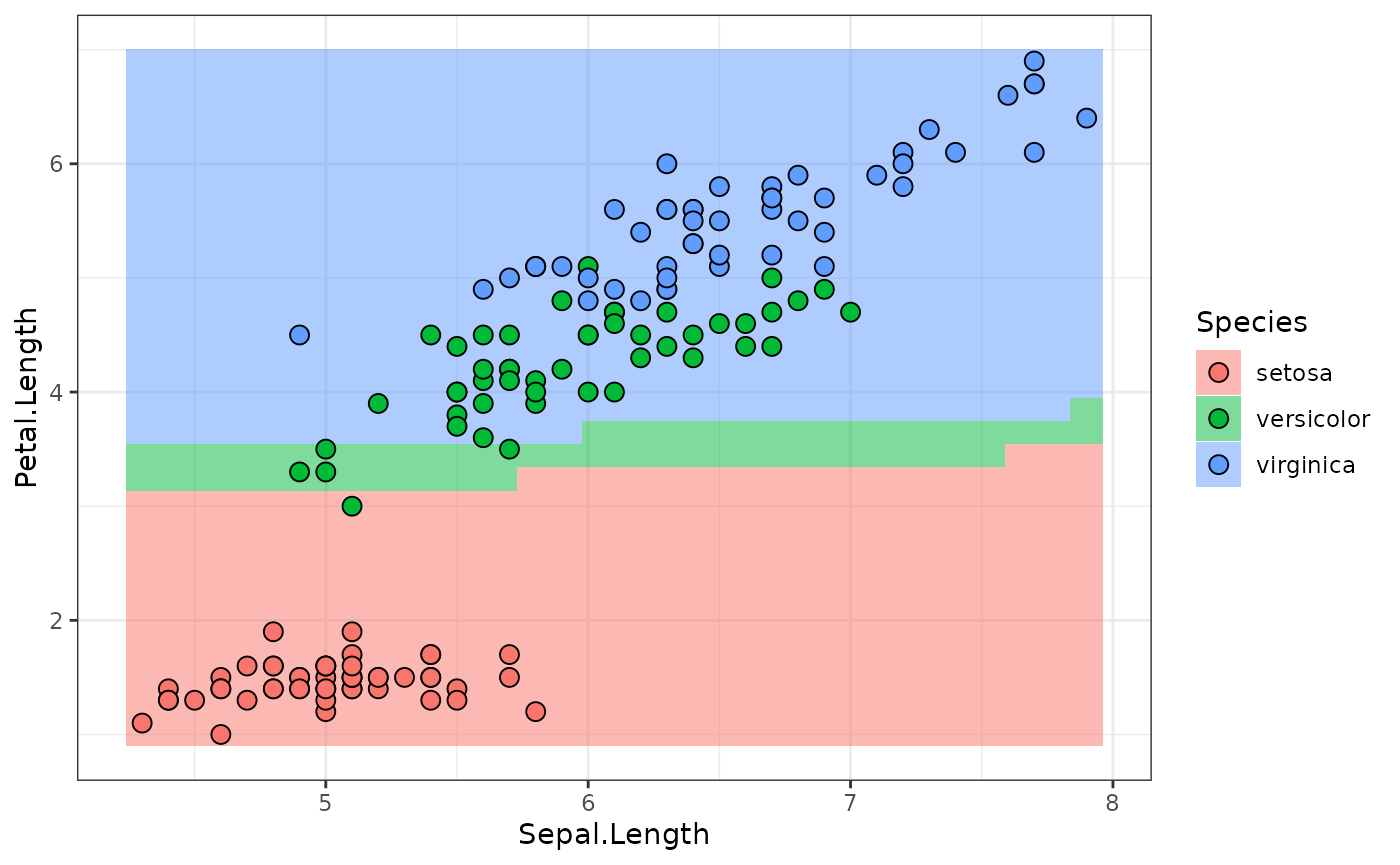 6
4
2
Petal.Length
5 6 7 8
Sepal.Length
Species
setosa
versicolor
virginica